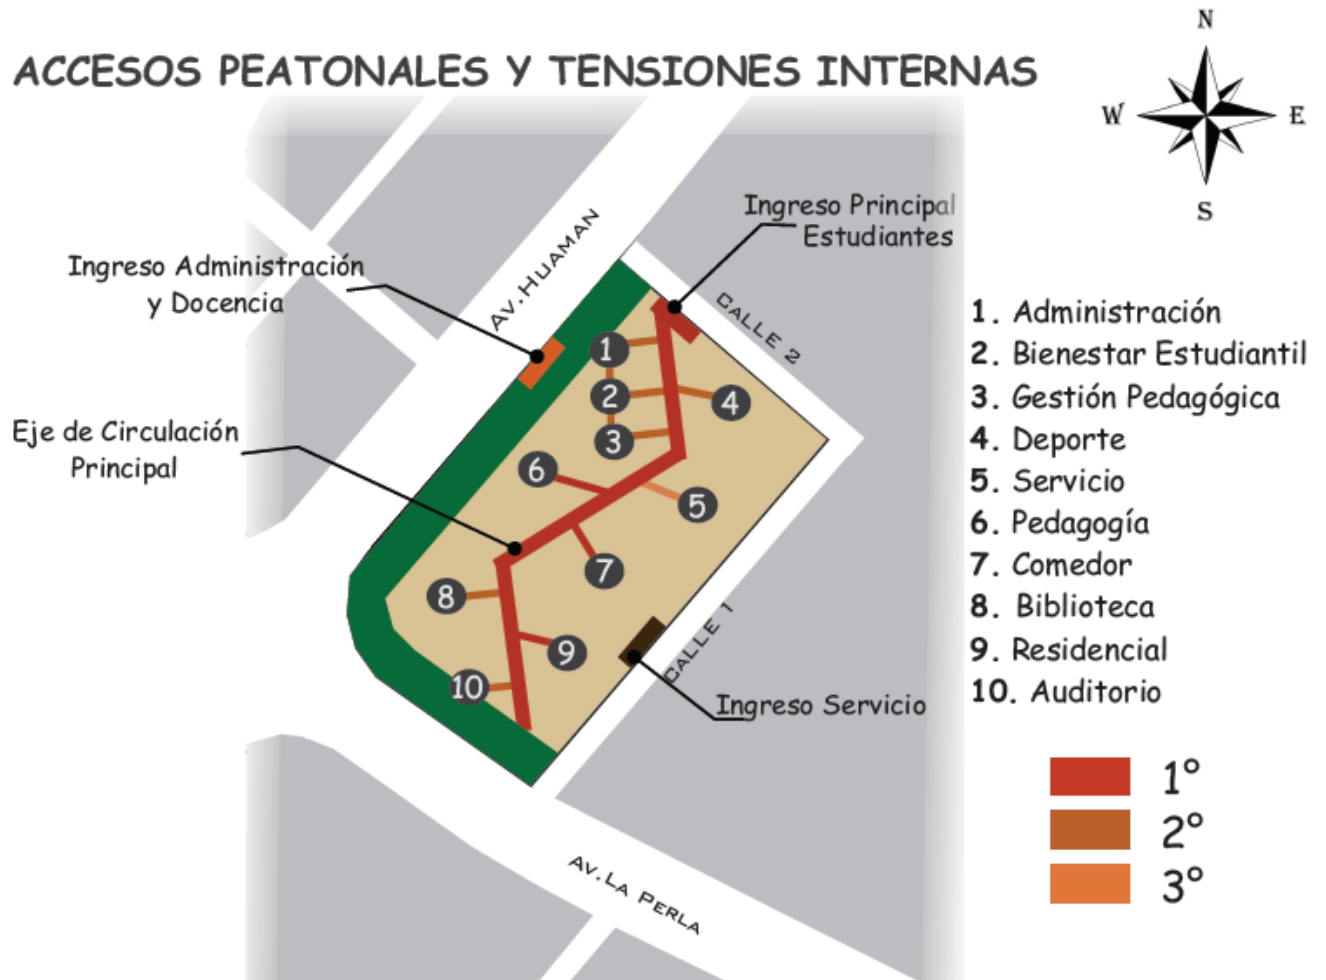 ACCESOS PEATONALES Y TENSIONES INTERNAS
N
W
E
S
Ingreso Principal
Estudiantes
Ingreso Administración
y Docencia
AV.HUAMAN
CALLE 2
Eje de Circulación
Principal
1
2
3
4
6
5
7
8
9
10
CALLE 1
Ingreso Servicio
AV.LA PERLA
1. Administración
2. Bienestar Estudiantil
3. Gestión Pedagógica
4. Deporte
5. Servicio
6. Pedagogía
7. Comedor
8. Biblioteca
9. Residencial
10. Auditorio
1°
2°
3°